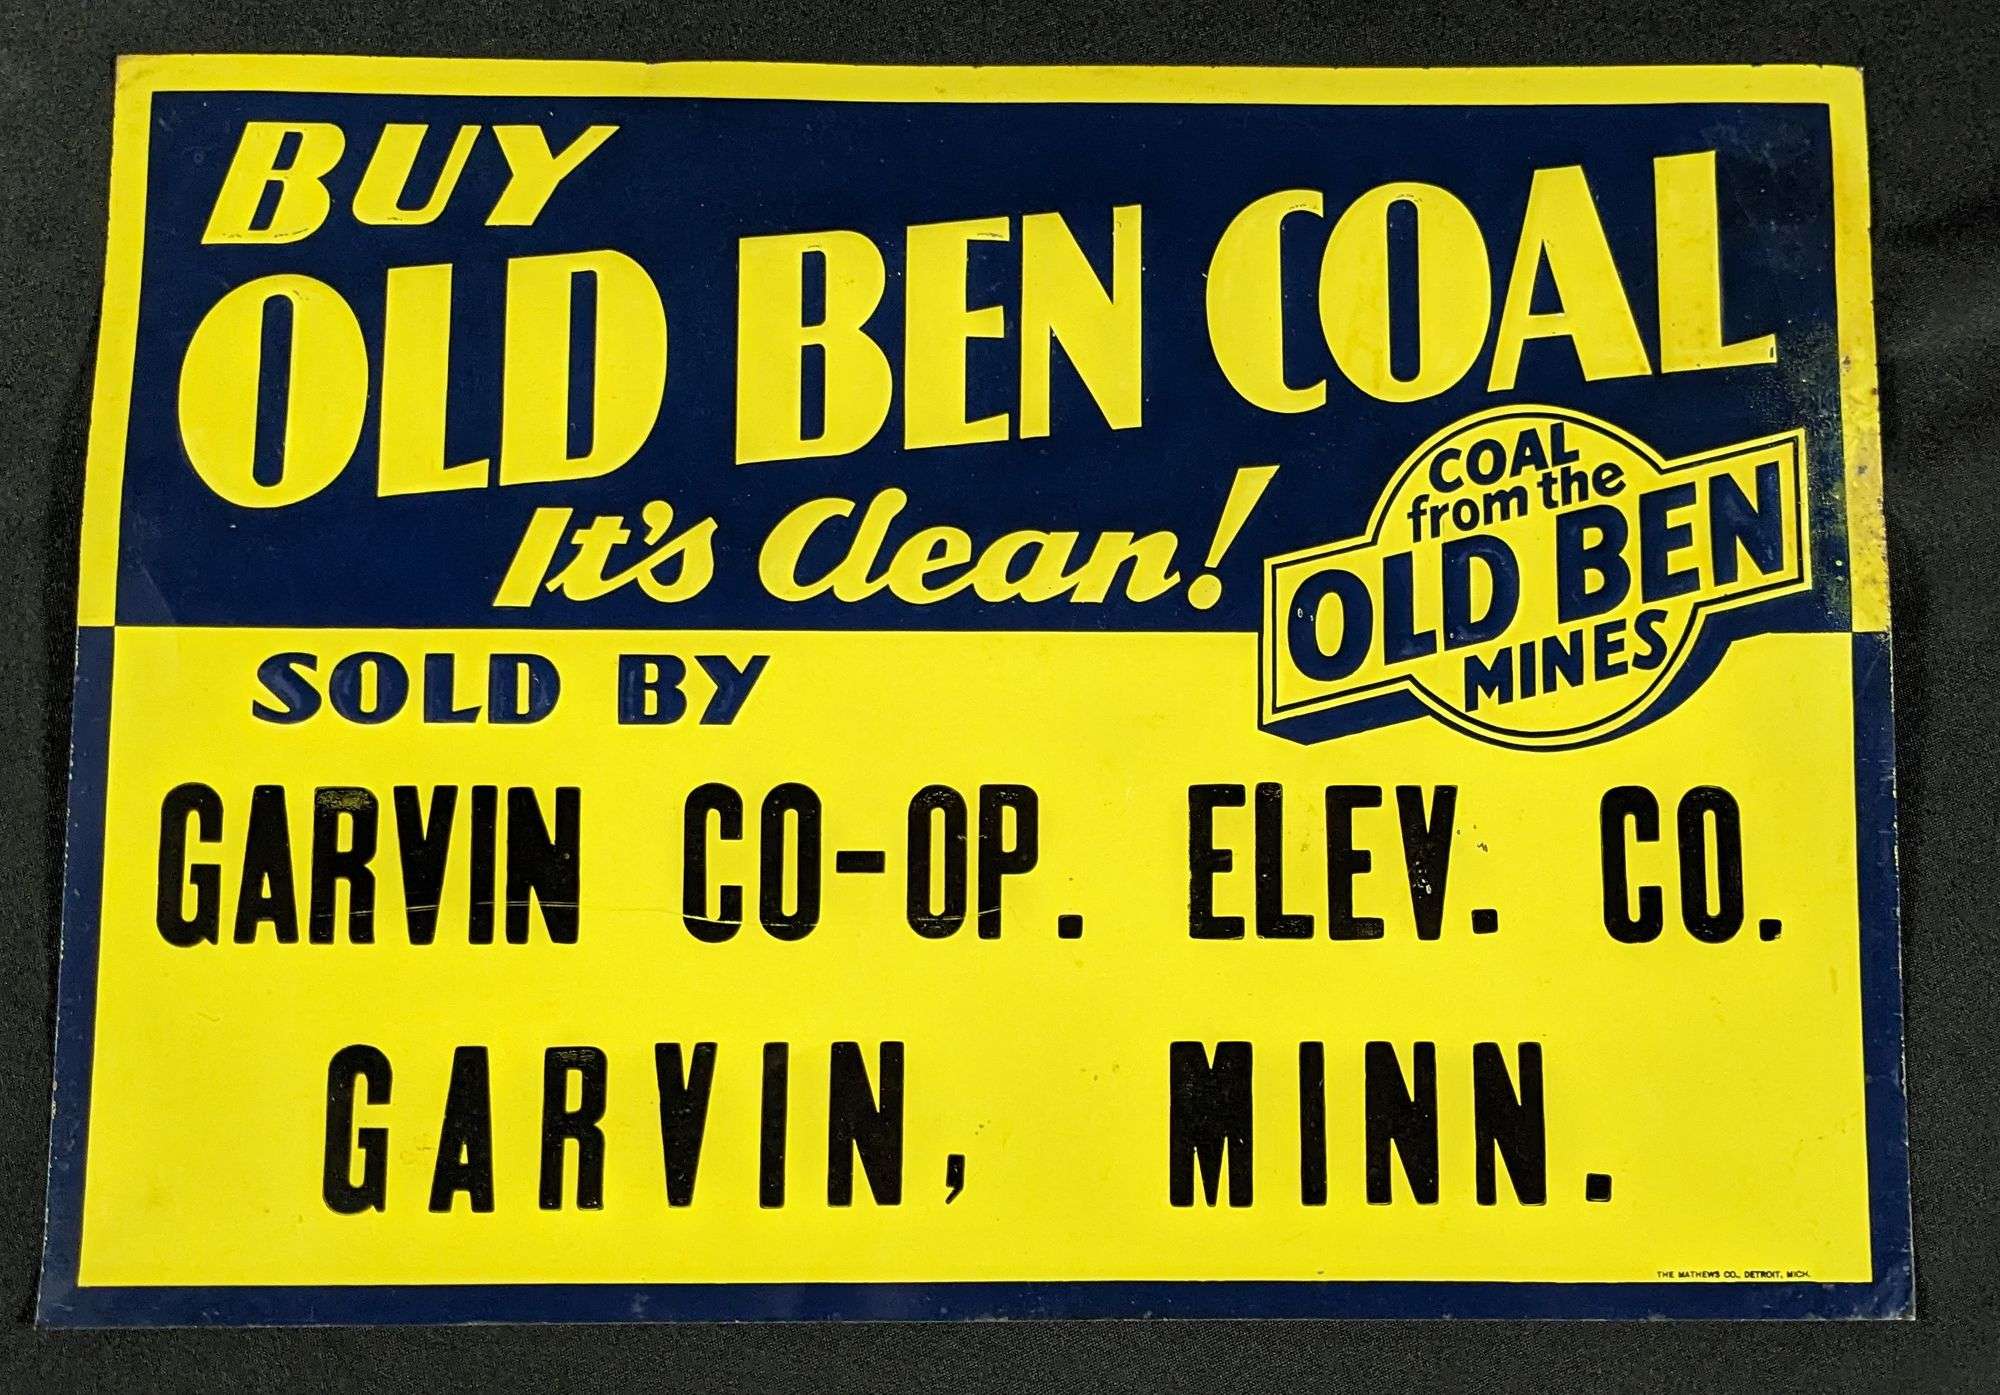 BUY
OLD BEN COAL
It's Clean!
COAL
from the
OLD BEN
MINES
SOLD BY
GARVIN CO-OP. ELEV. CO.
GARVIN, MINN.
THE MATHEWS CO., DETROIT, MICH.